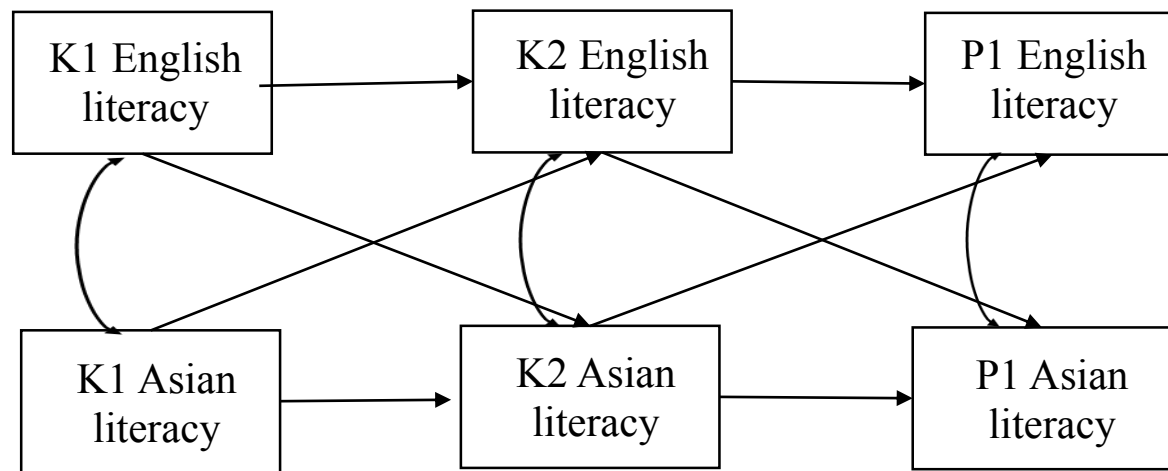 K1 English
literacy
K2 English
literacy
P1 English
literacy
K1 Asian
literacy
K2 Asian
literacy
P1 Asian
literacy